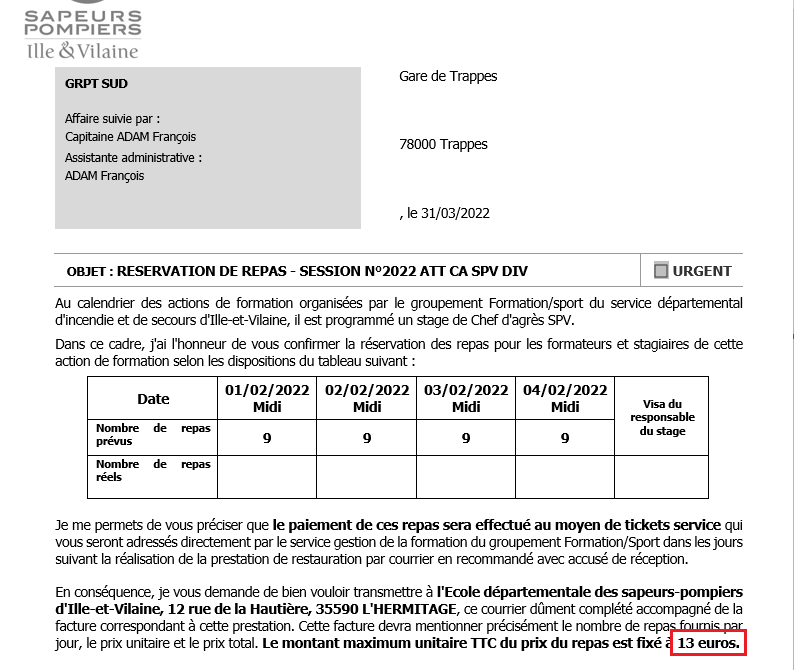 SAPEURS
POMPIERS
Ille & Vilaine
GRPT SUD
Affaire suivie par :
Capitaine ADAM François
Assistante administrative :
ADAM François
Gare de Trappes
78000 Trappes
, le 31/03/2022
OBJET : RESERVATION DE REPAS - SESSION N°2022 ATT CA SPV DIV
URGENT
Au calendrier des actions de formation organisées par le groupement Formation/sport du service départemental
d'incendie et de secours d'Ille-et-Vilaine, il est programmé un stage de Chef d'agrès SPV.
Dans ce cadre, j'ai l'honneur de vous confirmer la réservation des repas pour les formateurs et stagiaires de cette
action de formation selon les dispositions du tableau suivant :
Date 01/02/2022 02/02/2022 03/02/2022 04/02/2022 Visa du
Midi Midi Midi Midi responsable
du stage
Nombre de repas
prévus 9 9 9 9
Nombre de repas
réels
Je me permets de vous préciser que le paiement de ces repas sera effectué au moyen de tickets service qui
vous seront adressés directement par le service gestion de la formation du groupement Formation/Sport dans les jours
suivant la réalisation de la prestation de restauration par courrier en recommandé avec accusé de réception.
En conséquence, je vous demande de bien vouloir transmettre à l'Ecole départementale des sapeurs-pompiers
d'Ille-et-Vilaine, 12 rue de la Hautière, 35590 L'HERMITAGE, ce courrier dûment complété accompagné de la
facture correspondant à cette prestation. Cette facture devra mentionner précisément le nombre de repas fournis par
jour, le prix unitaire et le prix total. Le montant maximum unitaire TTC du prix du repas est fixé à 13 euros.